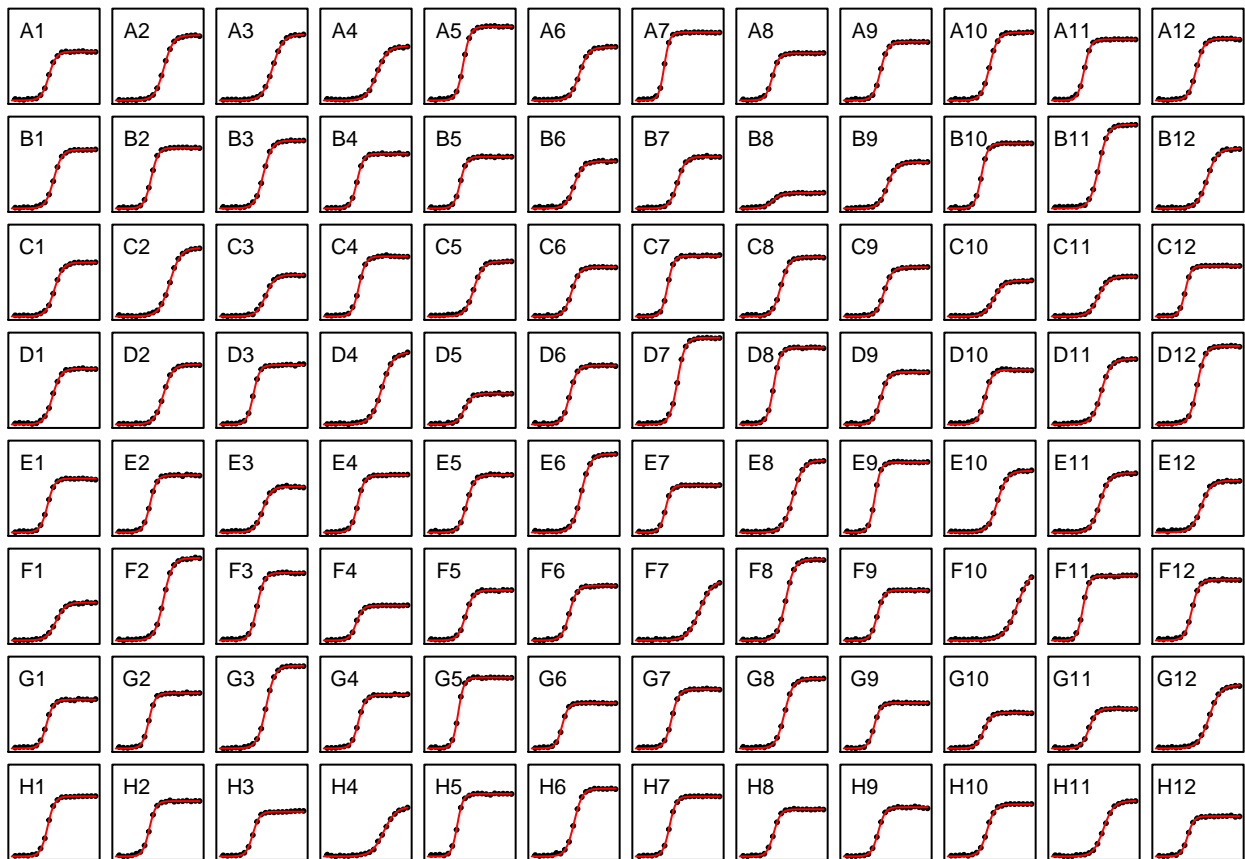 A1 A2 A3 A4 A5 A6 A7 A8 A9 A10 A11 A12
B1 B2 B3 B4 B5 B6 B7 B8 B9 B10 B11 B12
C1 C2 C3 C4 C5 C6 C7 C8 C9 C10 C11 C12
D1 D2 D3 D4 D5 D6 D7 D8 D9 D10 D11 D12
E1 E2 E3 E4 E5 E6 E7 E8 E9 E10 E11 E12
F1 F2 F3 F4 F5 F6 F7 F8 F9 F10 F11 F12
G1 G2 G3 G4 G5 G6 G7 G8 G9 G10 G11 G12
H1 H2 H3 H4 H5 H6 H7 H8 H9 H10 H11 H12